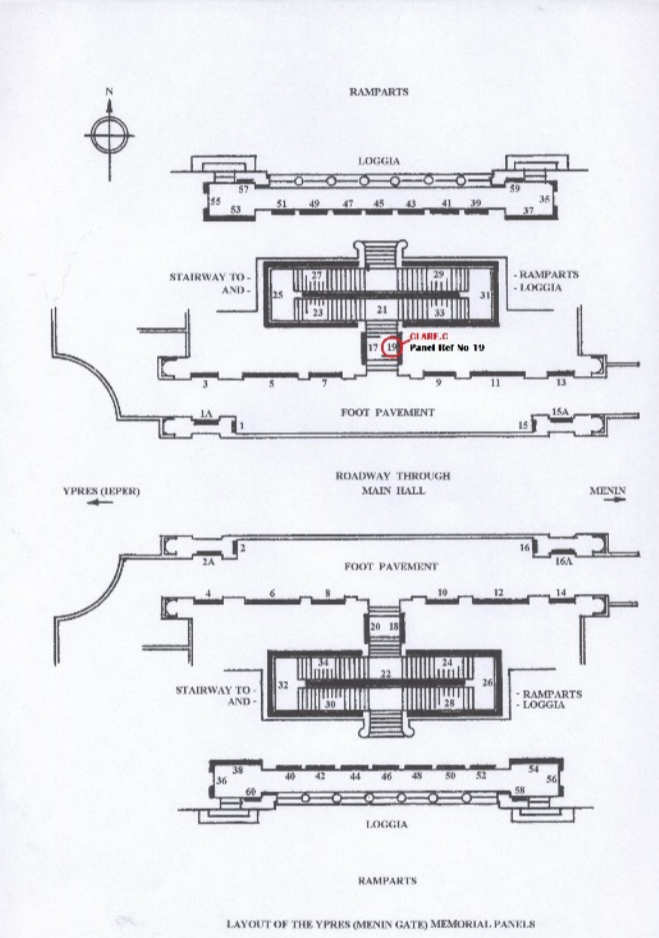 N
RAMPARTS
LOGGIA
57 59
55 35
53 51 49 47 45 43 41 39 37
STAIRWAY TO - - RAMPARTS
AND - - LOGGIA
27 29
25 21 31
23 33
17 19
GLARE.G
Panel Ref No 19
3 5 7 9 11 13
1A FOOT PAVEMENT 15A
1 15
ROADWAY THROUGH
MAIN HALL
YPRES (IEPER) MENIN
2 16
2A FOOT PAVEMENT 16A
4 6 8 10 12 14
20 18
34 24
32 22 26
30 28
STAIRWAY TO - - RAMPARTS
AND - - LOGGIA
38 54
36 40 42 44 46 48 50 52 56
60 58
LOGGIA
RAMPARTS
LAYOUT OF THE YPRES (MENIN GATE) MEMORIAL PANELS